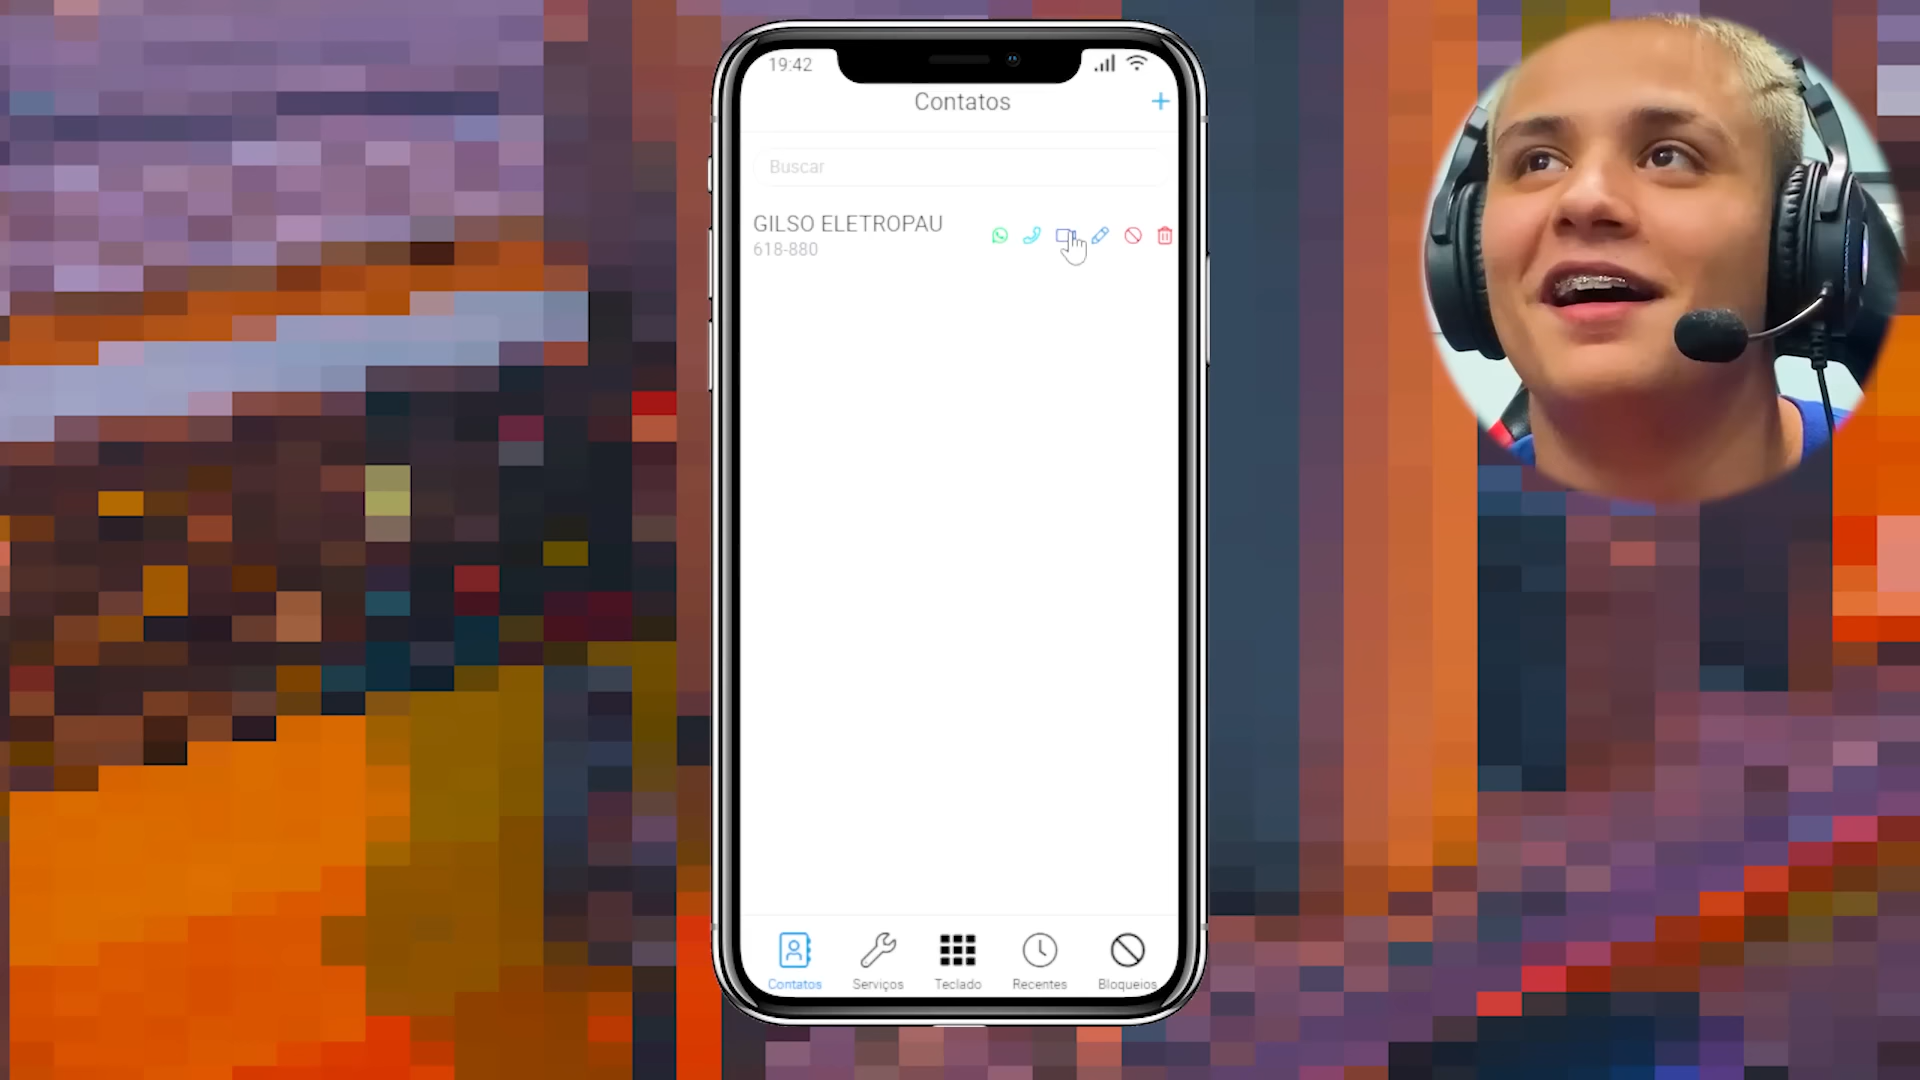 19:42
Contatos
Buscar
GILSO ELETROPAU
618-880
Contatos
Serviços
Teclado
Recentes
Bloqueios